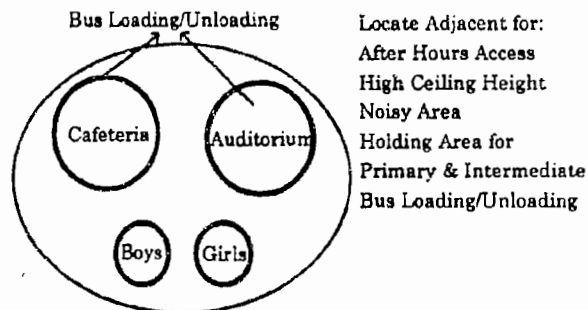 Bus Loading/Unloading
Cafeteria
Auditorium
Boys
Girls
Locate Adjacent for:
After Hours Access
High Ceiling Height
Noisy Area
Holding Area for
Primary & Intermediate
Bus Loading/Unloading